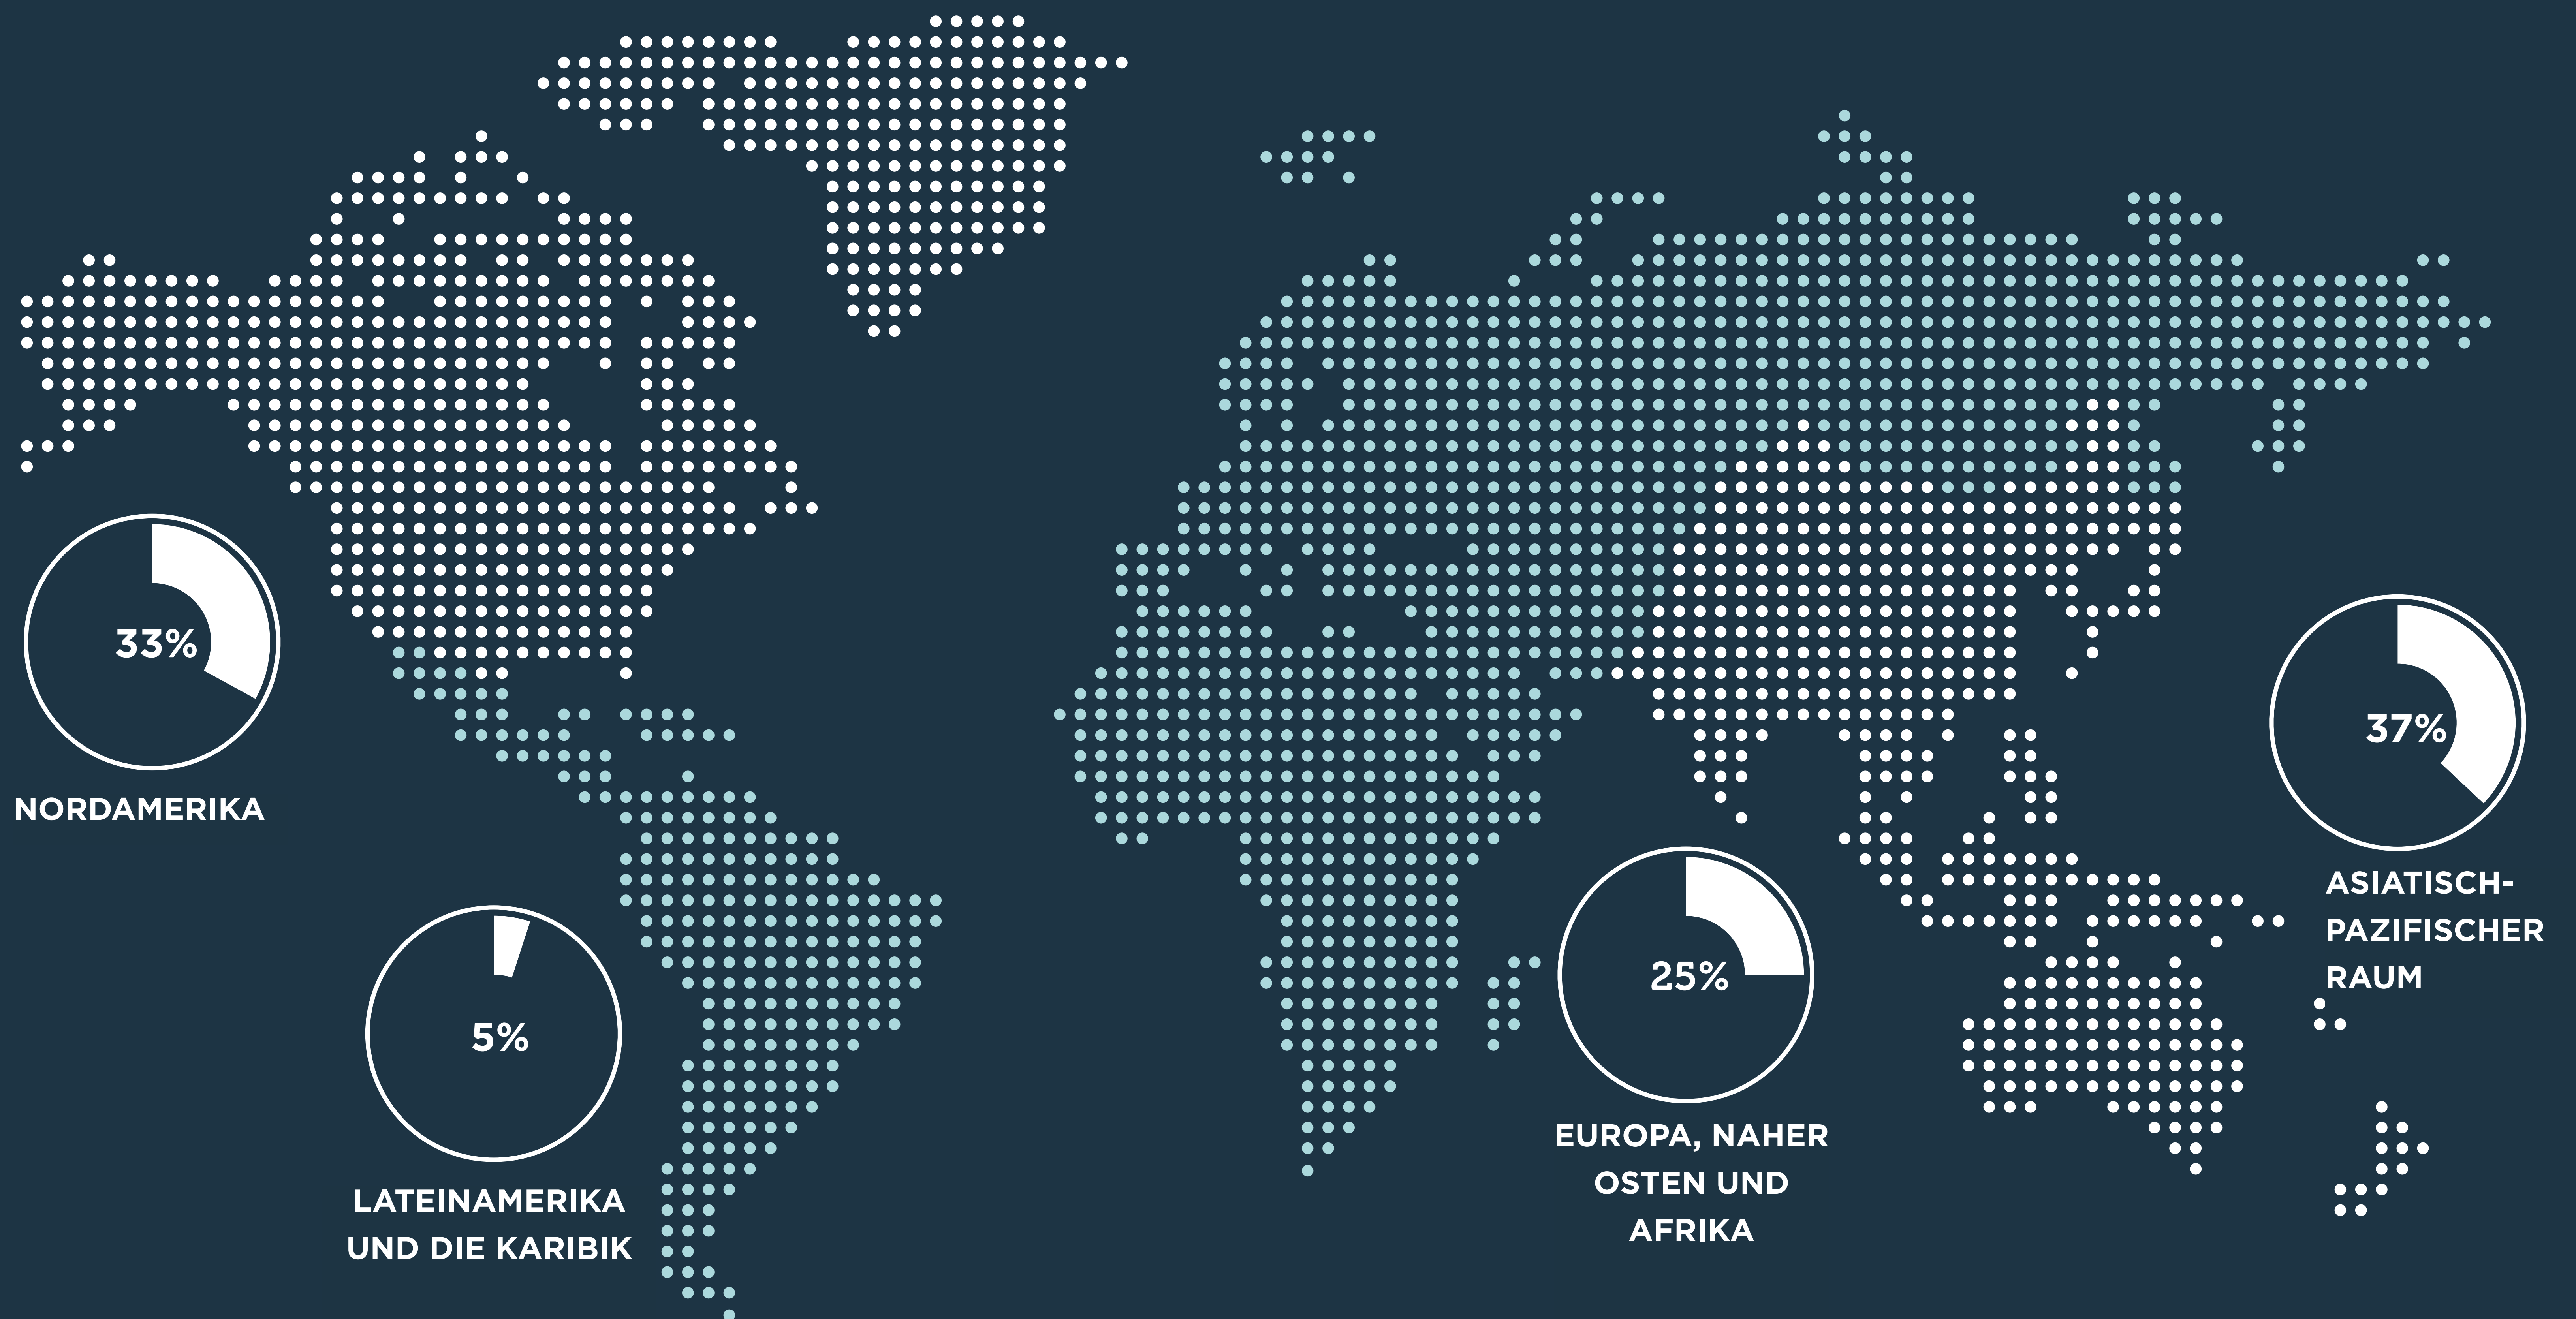 33%
NORDAMERIKA
5%
LATEINAMERIKA
UND DIE KARIBIK
25%
EUROPA, NAHER
OSTEN UND
AFRIKA
37%
ASIATISCH-
PAZIFISCHER
RAUM